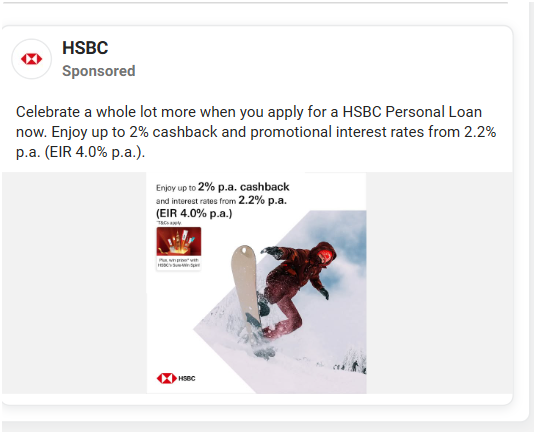 HSBC
Sponsored
Celebrate a whole lot more when you apply for a HSBC Personal Loan
now. Enjoy up to 2% cashback and promotional interest rates from 2.2%
p.a. (EIR 4.0% p.a.).
Enjoy up to 2% p.a. cashback
and interest rates from 2.2% p.a.
(EIR 4.0% p.a.)
*T&Cs apply
Plus, win prizes* with
HSBC's Sure Win Spin!
HSBC